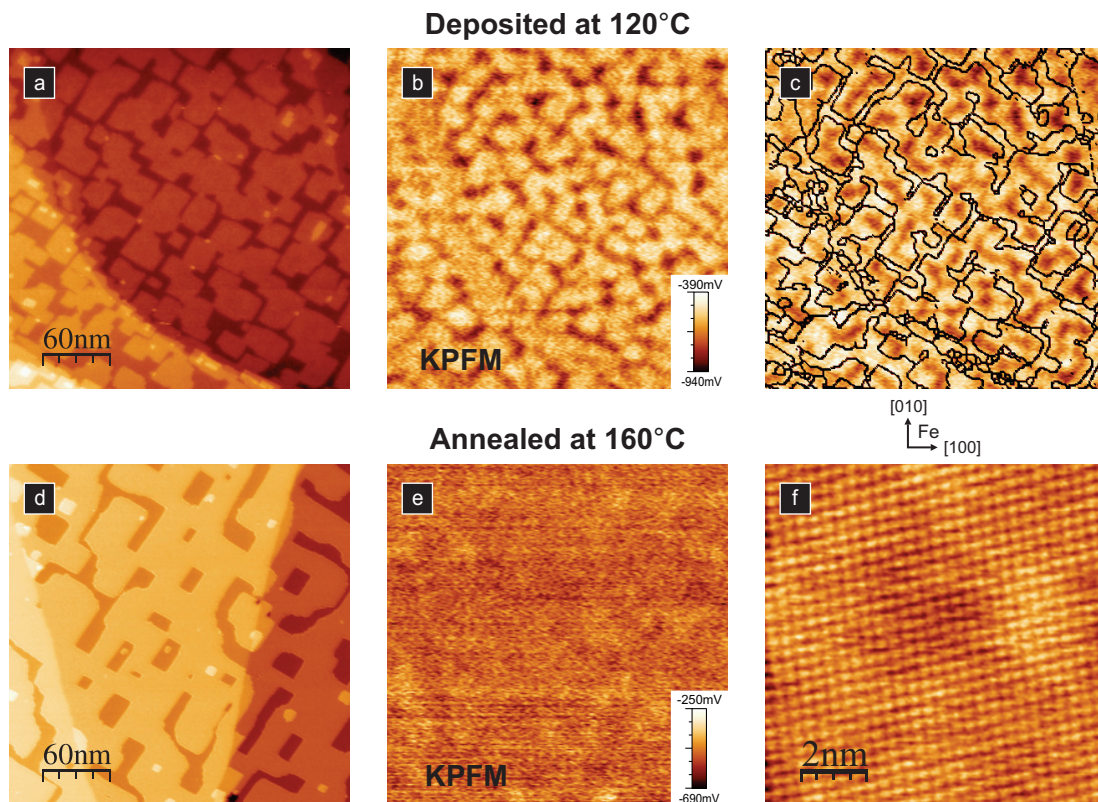 Deposited at 120°C
a
60nm
b
KPFM
-390mV
-940mV
c
[010]
Fe
[100]
Annealed at 160°C
d
60nm
e
KPFM
-250mV
-690mV
f
2nm